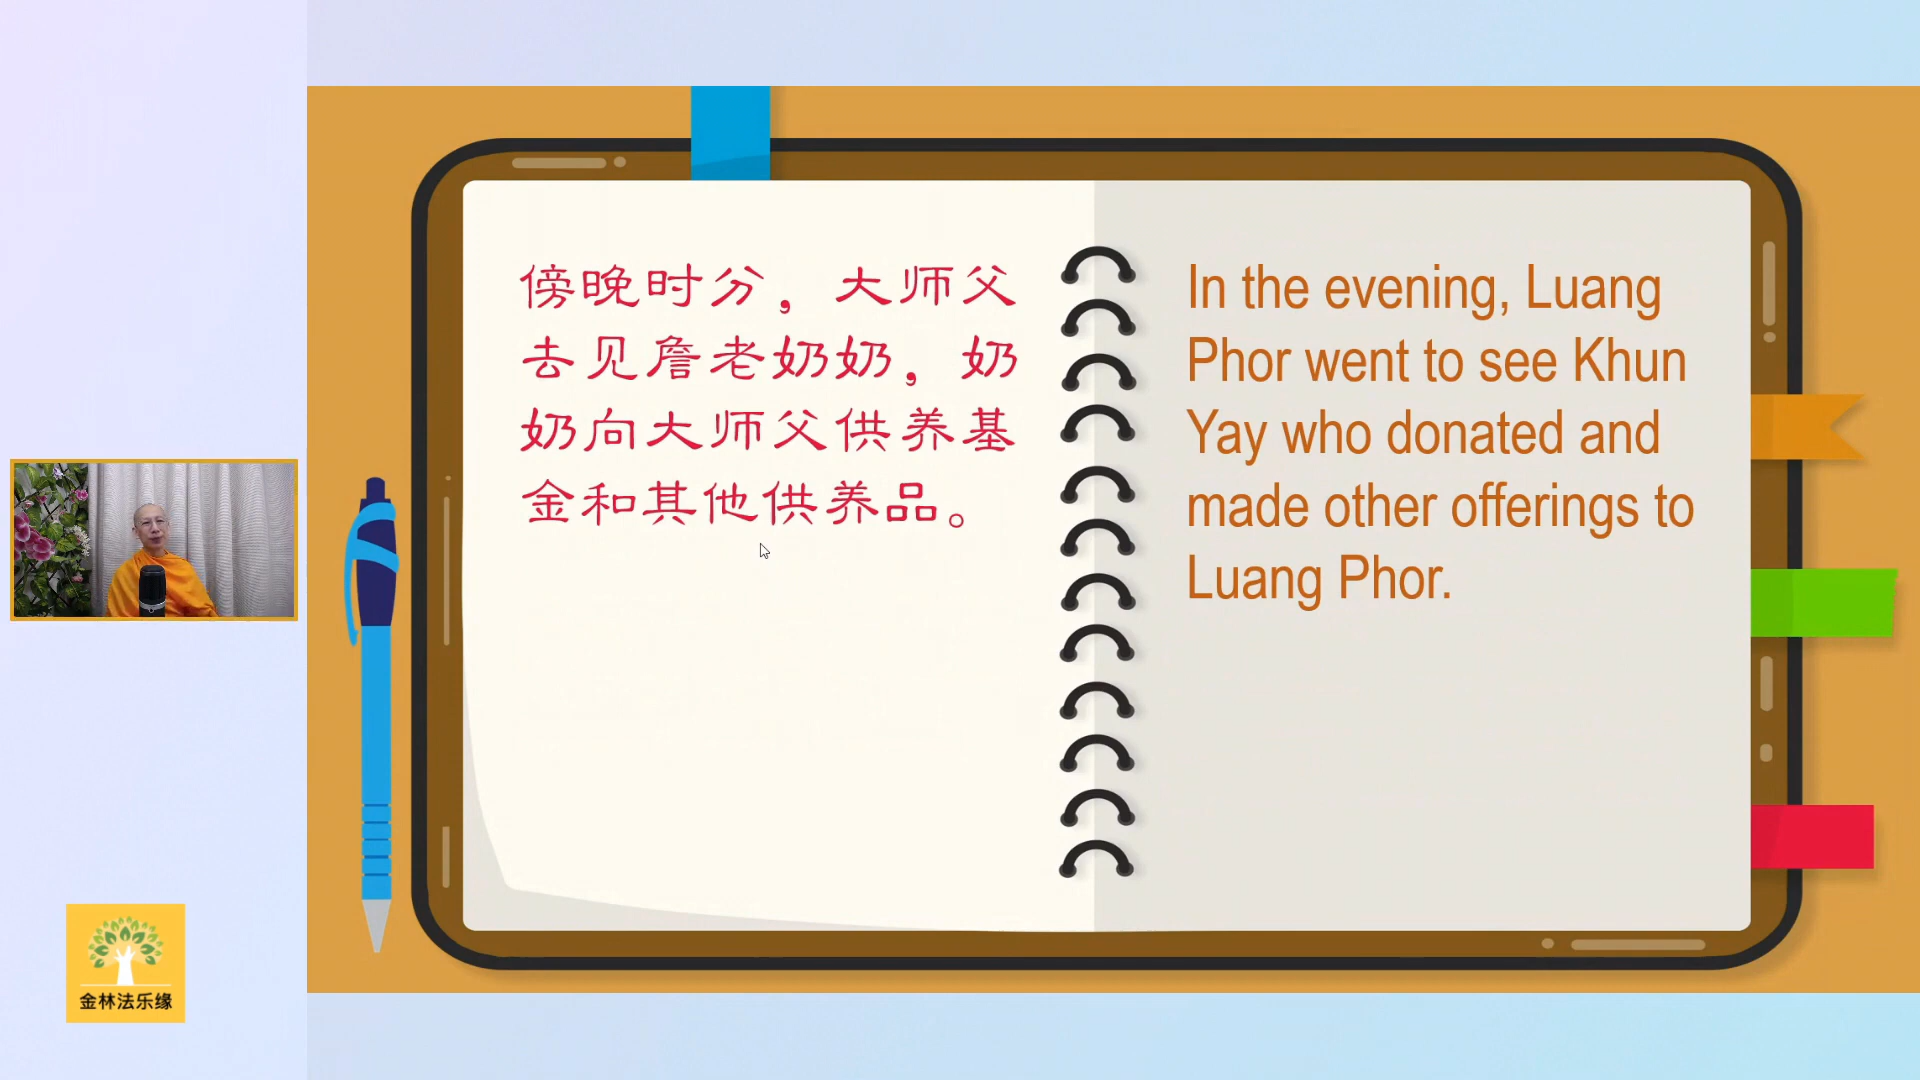 傍晚时分，大师父
去见詹老奶奶，奶
奶向大师父供养基
金和其他供养品。
In the evening, Luang
Phor went to see Khun
Yay who donated and
made other offerings to
Luang Phor.
金林法乐缘